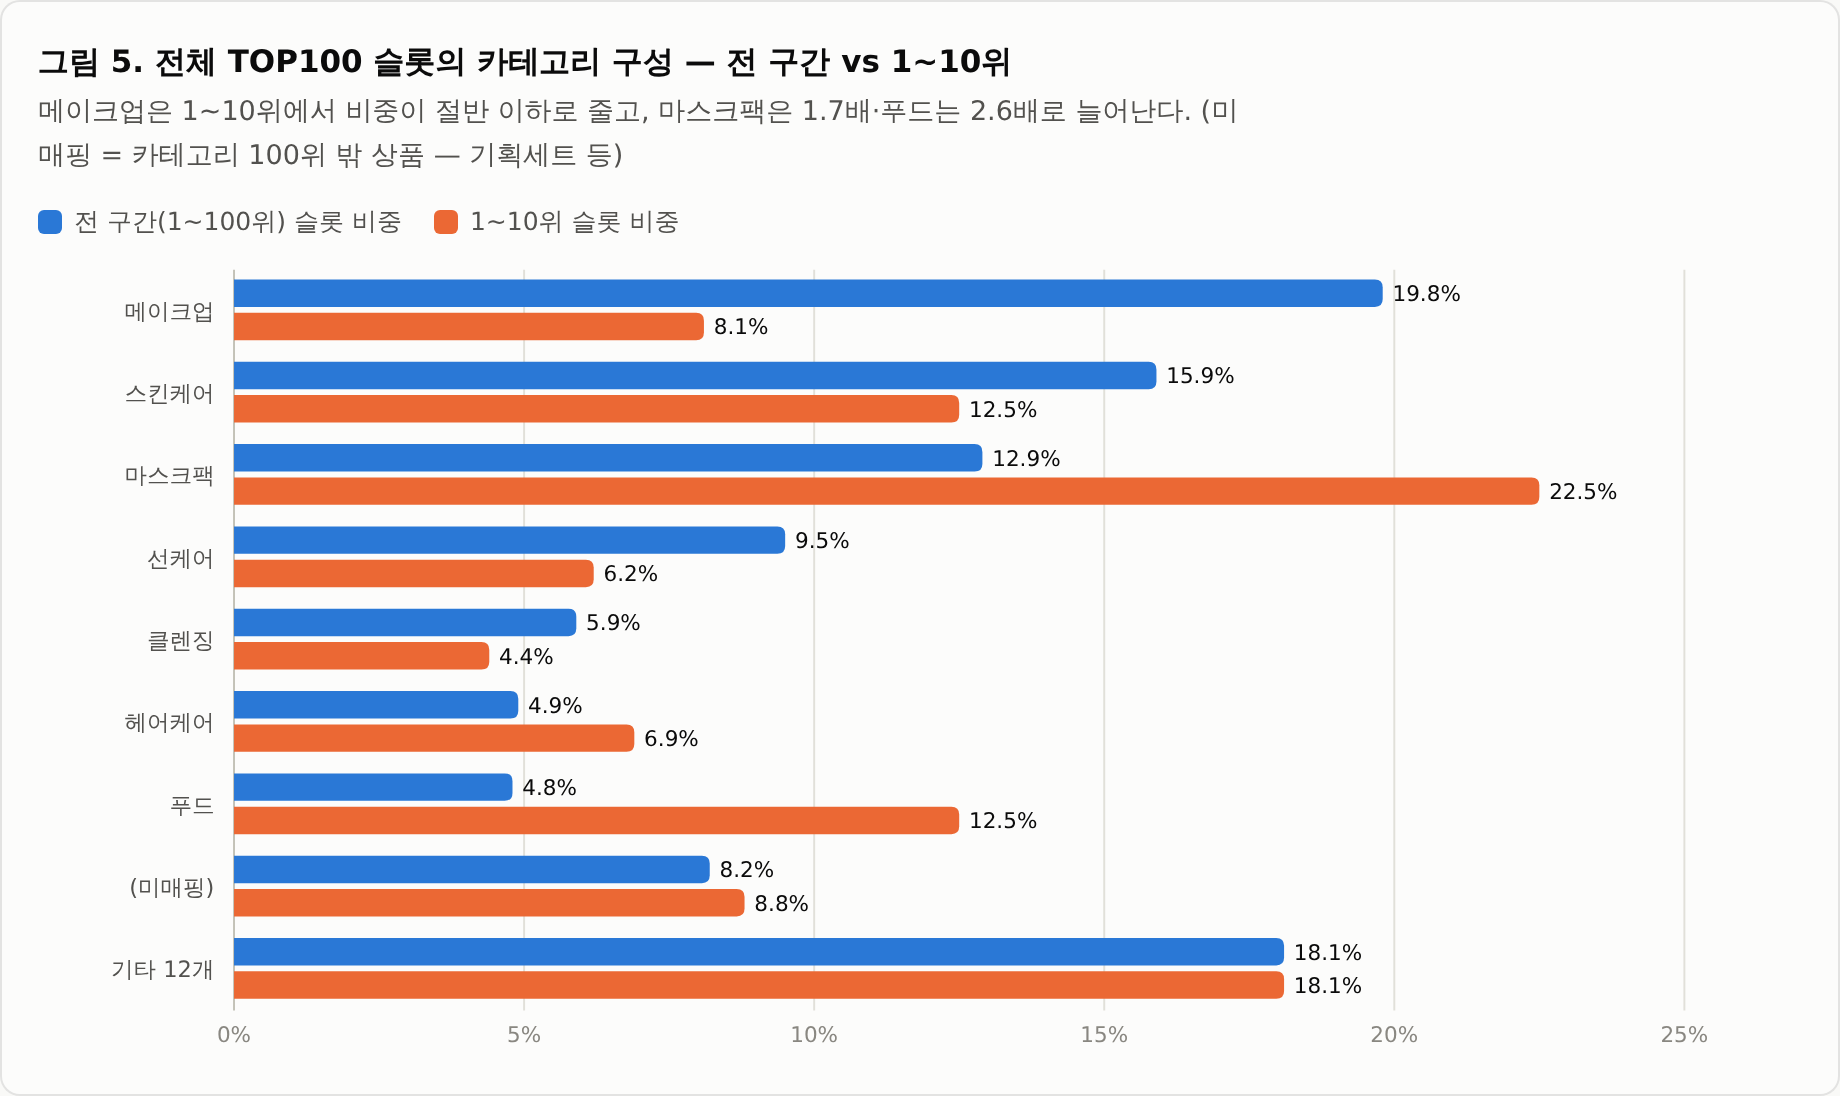 그림 5. 전체 TOP100 슬롯의 카테고리 구성 — 전 구간 vs 1~10위
메이크업은 1~10위에서 비중이 절반 이하로 줄고, 마스크팩은 1.7배·푸드는 2.6배로 늘어난다. (미
매핑 = 카테고리 100위 밖 상품 — 기획세트 등)
전 구간(1~100위) 슬롯 비중 1~10위 슬롯 비중
메이크업 19.8%
8.1%
스킨케어 15.9%
12.5%
마스크팩 12.9%
22.5%
선케어 9.5%
6.2%
클렌징 5.9%
4.4%
헤어케어 4.9%
6.9%
푸드 4.8%
12.5%
(미매핑) 8.2%
8.8%
기타 12개 18.1%
18.1%
0% 5% 10% 15% 20% 25%